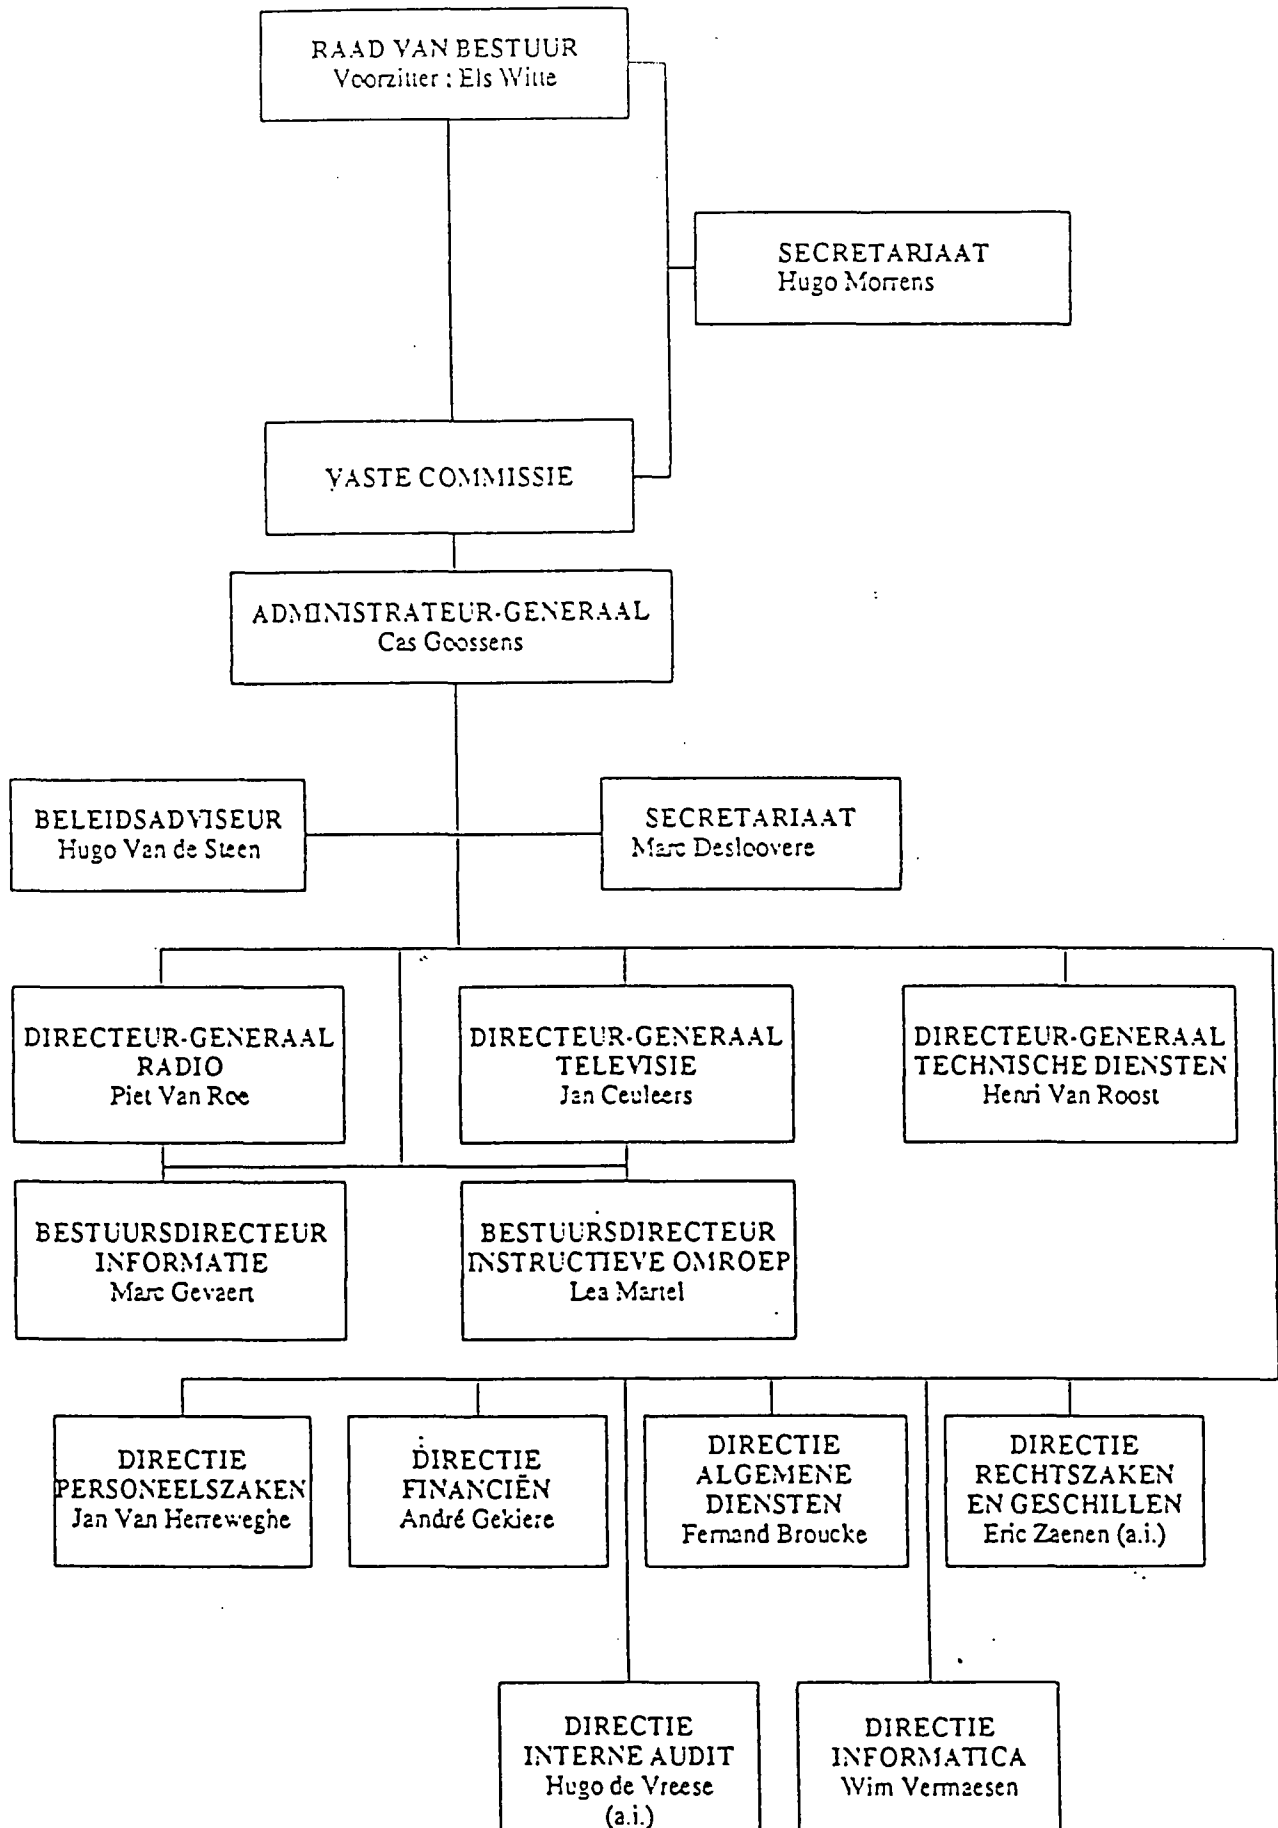 RAAD VAN BESTUUR
Voorzitter : Els Witte
SECRETARIAAT
Hugo Morrens
VASTE COMMISSIE
ADMINISTRATEUR-GENERAAL
Cas Goossens
BELEIDSADVISEUR
Hugo Van de Steen
SECRETARIAAT
Marc Desloovere
DIRECTEUR-GENERAAL
RADIO
Piet Van Roe
DIRECTEUR-GENERAAL
TELEVISIE
Jan Ceuleers
DIRECTEUR-GENERAAL
TECHNISCHE DIENSTEN
Henri Van Roost
BESTUURSDIRECTEUR
INFORMATIE
Marc Gevaert
BESTUURSDIRECTEUR
INSTRUCTIEVE OMROEP
Lea Martel
DIRECTIE
PERSONEELSZAKEN
Jan Van Herreweghe
DIRECTIE
FINANCIËN
André Gekiere
DIRECTIE
ALGEMENE
DIENSTEN
Fernand Broucke
DIRECTIE
RECHTSZAKEN
EN GESCHILLEN
Eric Zaenen (a.i.)
DIRECTIE
INTERNE AUDIT
Hugo de Vreese
(a.i.)
DIRECTIE
INFORMATICA
Wim Vermaesen